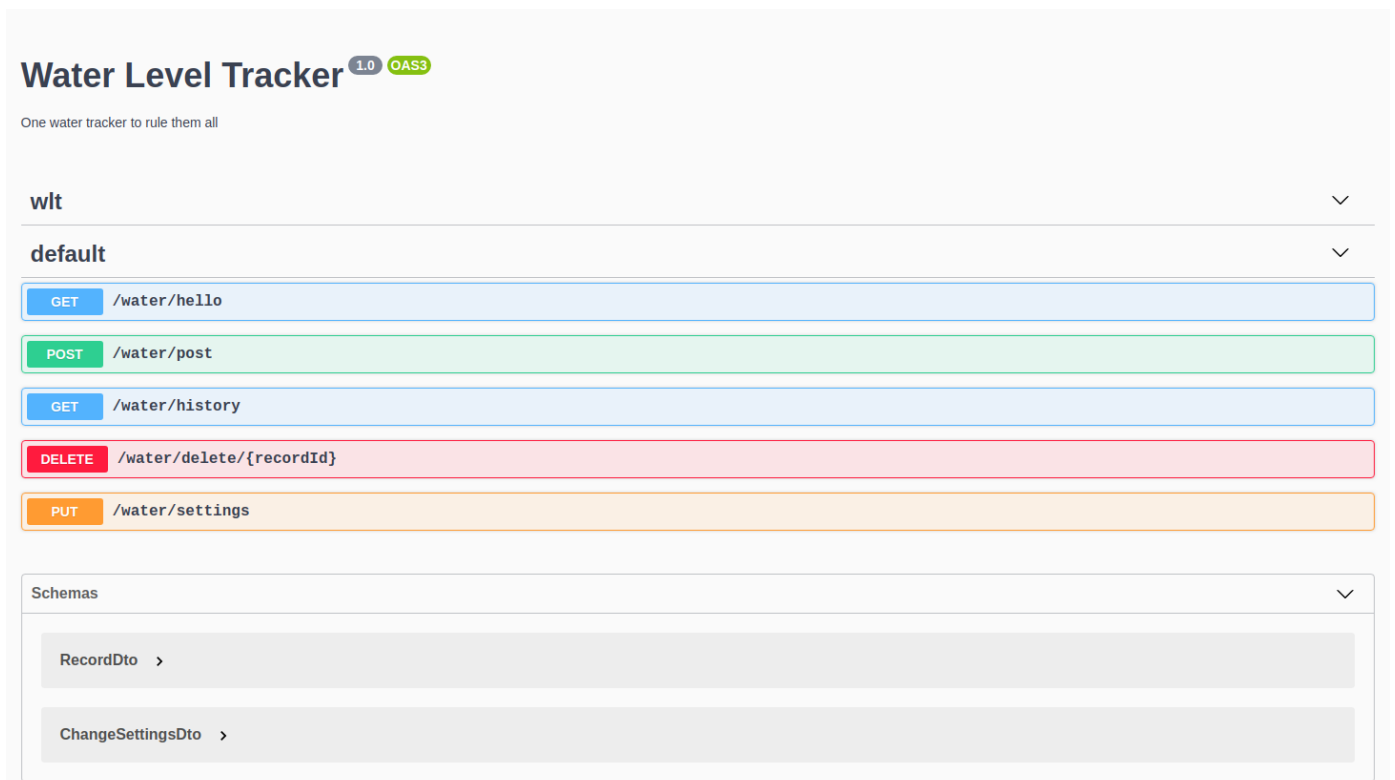 Water Level Tracker 1.0 OAS3
One water tracker to rule them all
wlt
default
GET /water/hello
POST /water/post
GET /water/history
DELETE /water/delete/{recordId}
PUT /water/settings
Schemas
RecordDto
ChangeSettingsDto